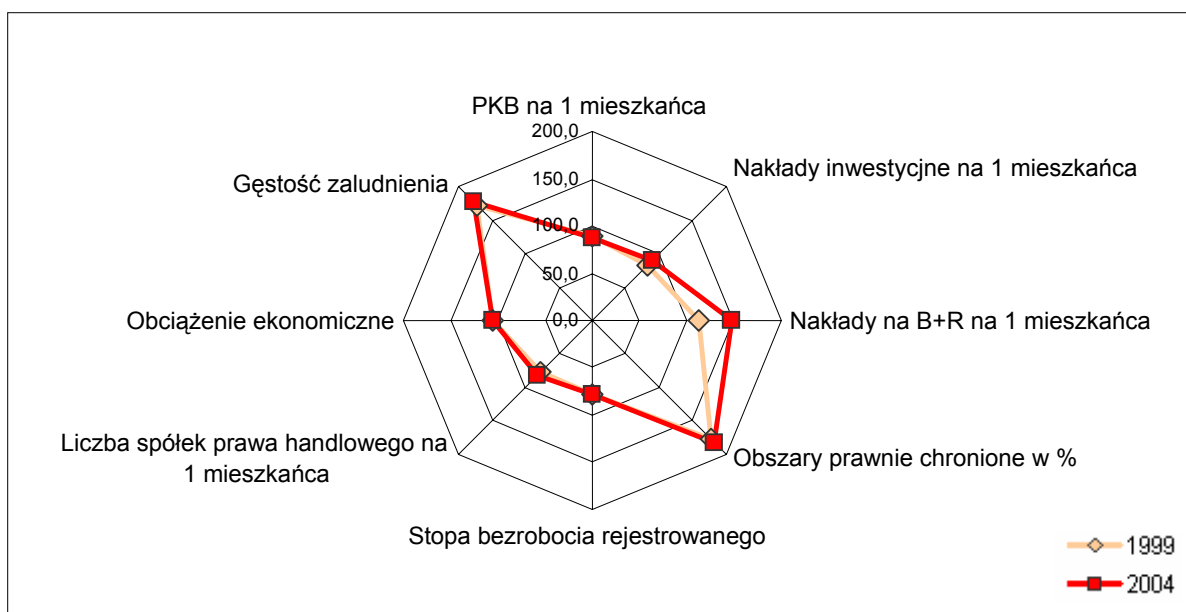 PKB na 1 mieszkańca
200,0
Nakłady inwestycjne na 1 mieszkańca
Gęstość zaludnienia
150,0
100,0
50,0
Obciążenie ekonomiczne
0,0
Nakłady na B+R na 1 mieszkańca
Liczba spółek prawa handlowego na
1 mieszkańca
Obszary prawnie chronione w %
Stopa bezrobocia rejestrowanego
1999
2004